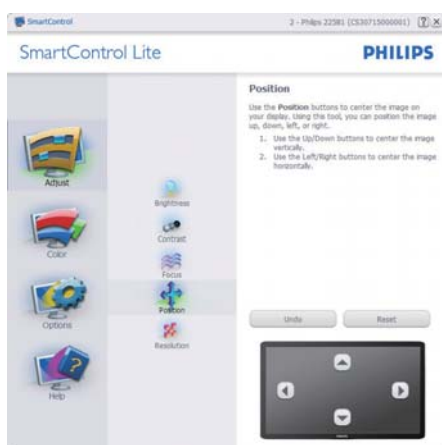 SmartControl
2 - Philips 225B1 (CS30715000001)
SmartControl Lite
PHILIPS
Adjust
Color
Options
Help
Brightness
Contrast
Focus
Position
Resolution
Position
Use the Position buttons to center the image on
your display. Using the tool, you can position the image
up, down, left, or right.
1. Use the Up/Down buttons to center the image
vertically.
2. Use the Left/Right buttons to center the image
horizontally.
Undo
Reset